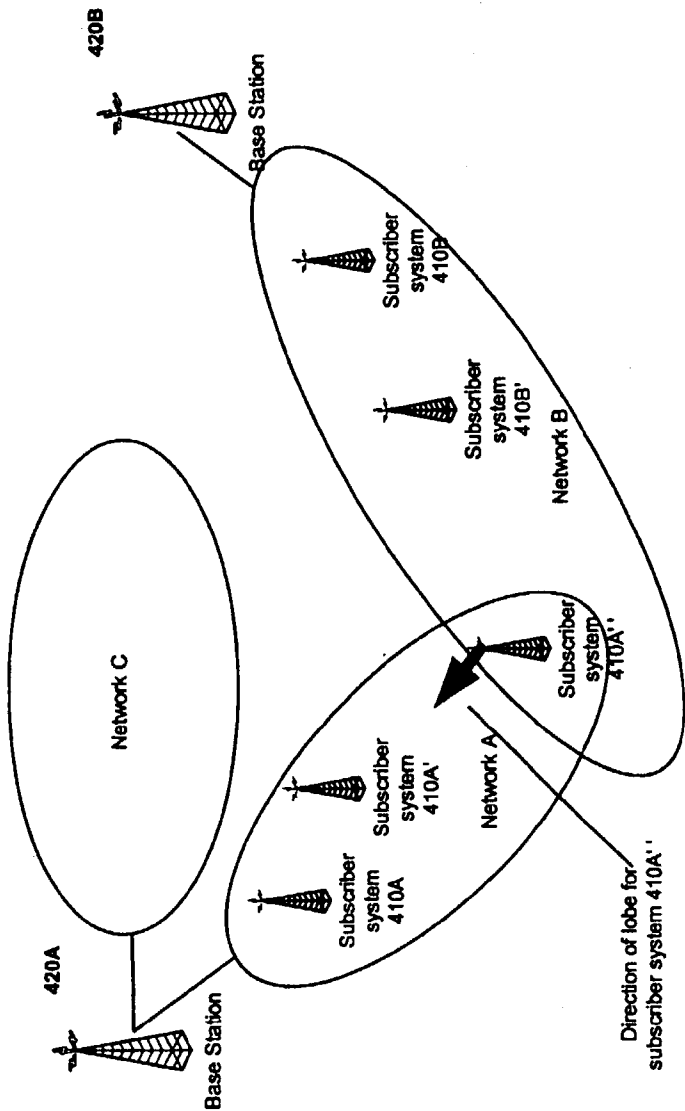 420A
Base Station
Network C
420B
Base Station
Subscriber
system
410A
Subscriber
system
410A'
Network A
Subscriber
system
410A''
Subscriber
system
410B'
Subscriber
system
410B
Network B
Direction of lobe for
subscriber system 410A''